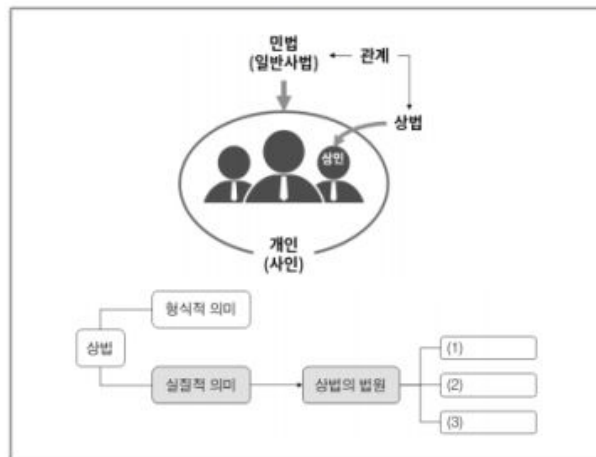 민법
(일반사법)
관계
상법
상인
개인
(사인)
형식적 의미
상법
실질적 의미
상법의 법원
(1)
(2)
(3)